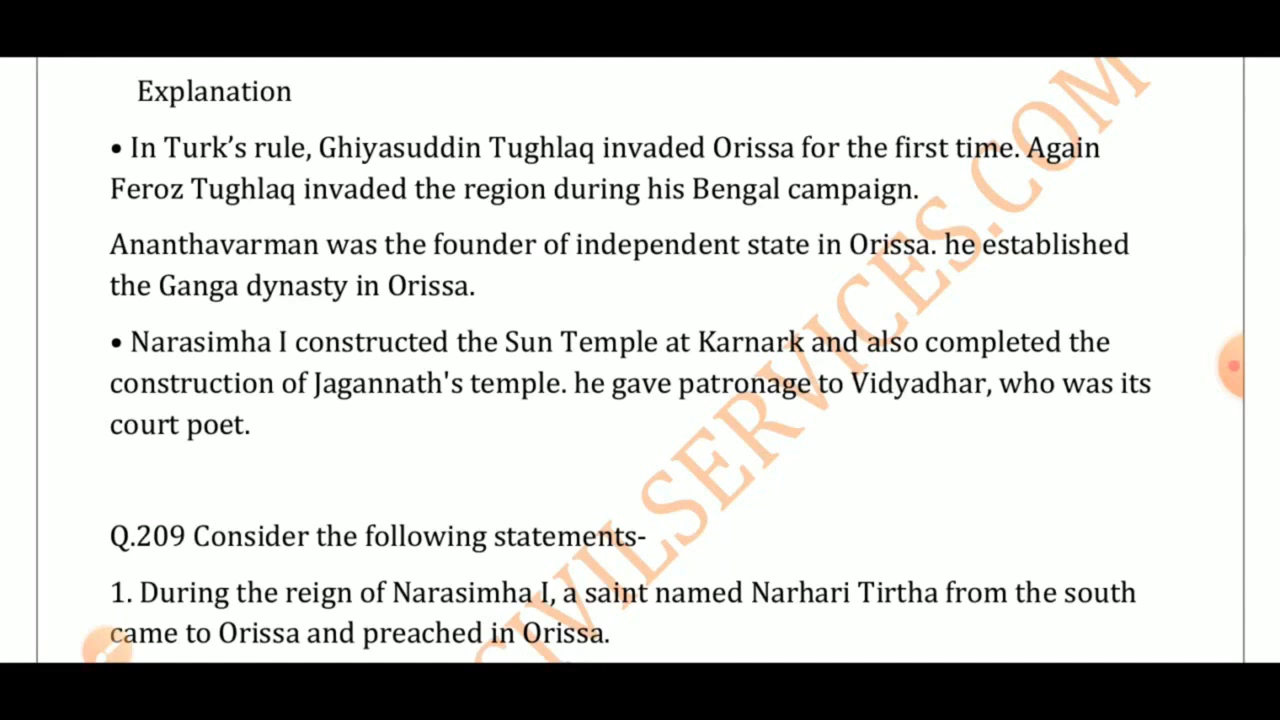 Explanation
• In Turk’s rule, Ghiyasuddin Tughlaq invaded Orissa for the first time. Again
Feroz Tughlaq invaded the region during his Bengal campaign.
Ananthavarman was the founder of independent state in Orissa. he established
the Ganga dynasty in Orissa.
• Narasimha I constructed the Sun Temple at Karnark and also completed the
construction of Jagannath's temple. he gave patronage to Vidyadhar, who was its
court poet.
Q.209 Consider the following statements-
1. During the reign of Narasimha I, a saint named Narhari Tirtha from the south
came to Orissa and preached in Orissa.
CIVILSERVICES.COM